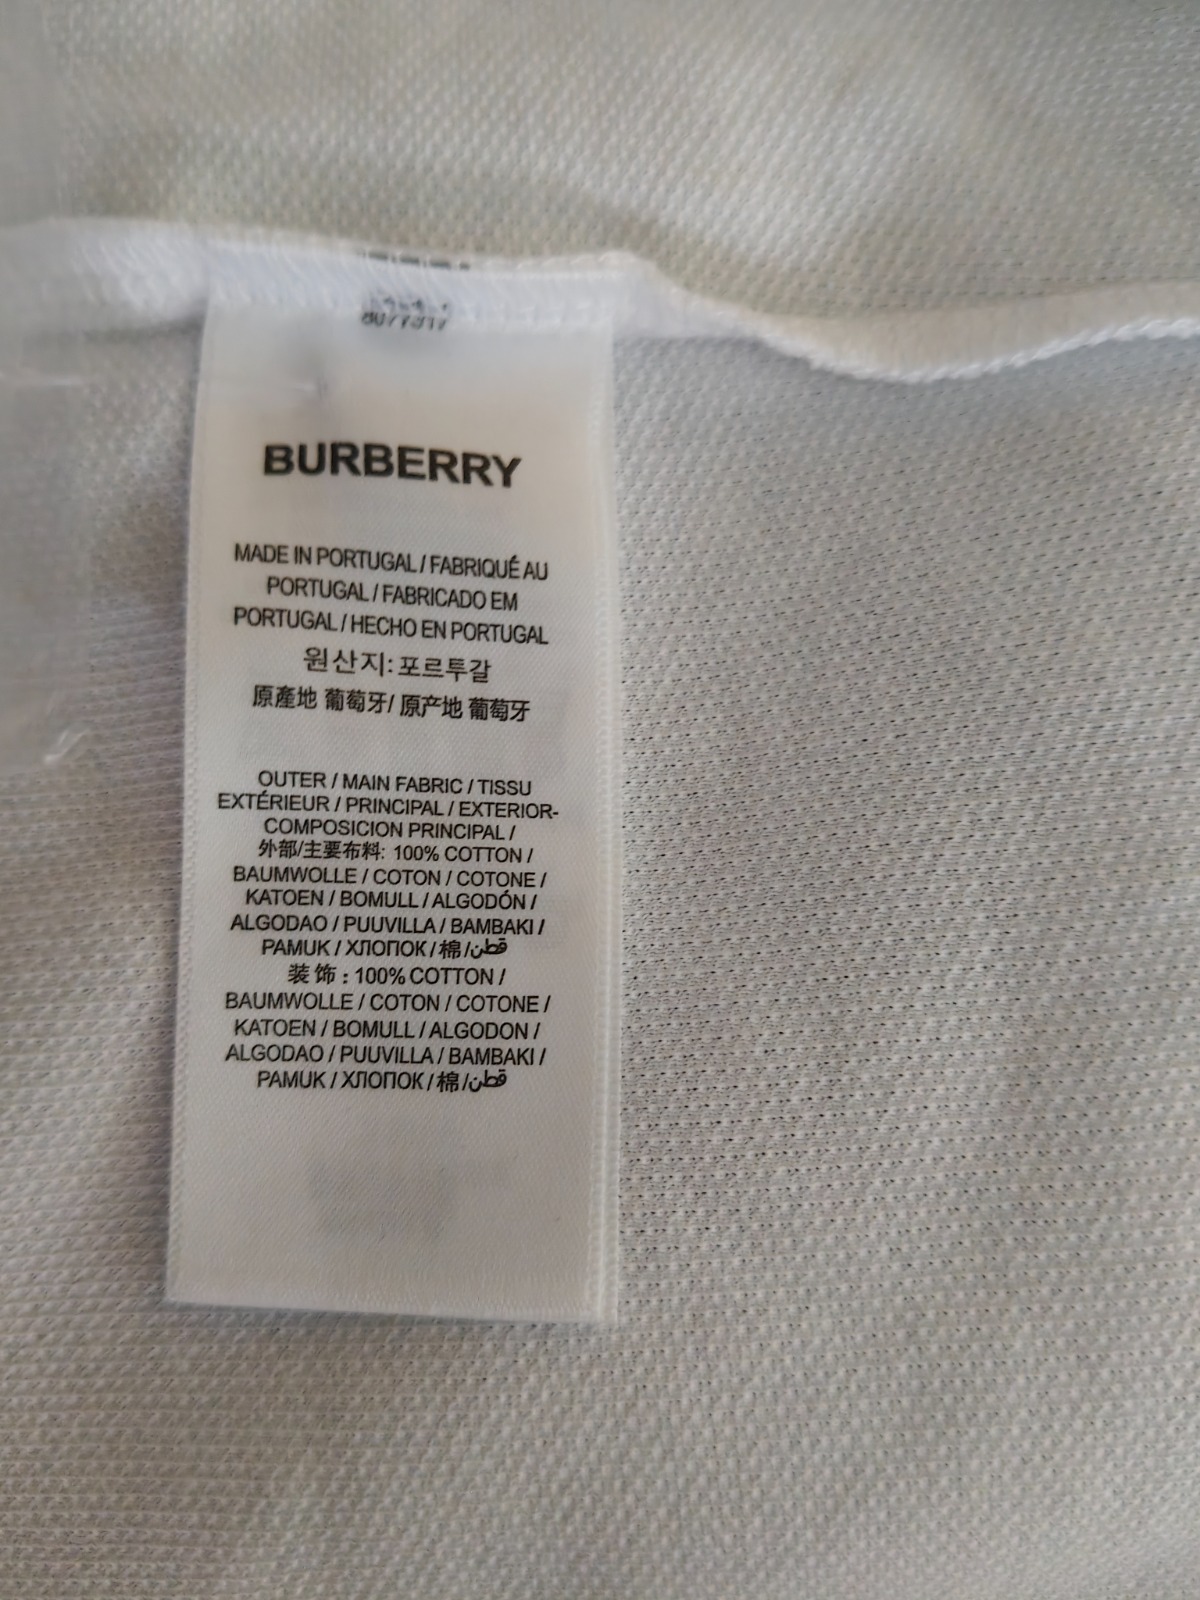 BURBERRY
MADE IN PORTUGAL / FABRIQUÉ AU
PORTUGAL / FABRICADO EM
PORTUGAL / HECHO EN PORTUGAL
원산지: 포르투갈
原產地 葡萄牙/ 原产地 葡萄牙
OUTER / MAIN FABRIC / TISSU
EXTÉRIEUR / PRINCIPAL / EXTERIOR-
COMPOSICION PRINCIPAL /
外部/主要布料: 100% COTTON /
BAUMWOLLE / COTON / COTONE /
KATOEN / BOMULL / ALGODÓN /
ALGODAO / PUUVILLA / BAMBAKI /
PAMUK / ХЛОПОК / 棉 /قطن
装饰 : 100% COTTON /
BAUMWOLLE / COTON / COTONE /
KATOEN / BOMULL / ALGODON /
ALGODAO / PUUVILLA / BAMBAKI /
PAMUK / ХЛОПОК / 棉 /قطن